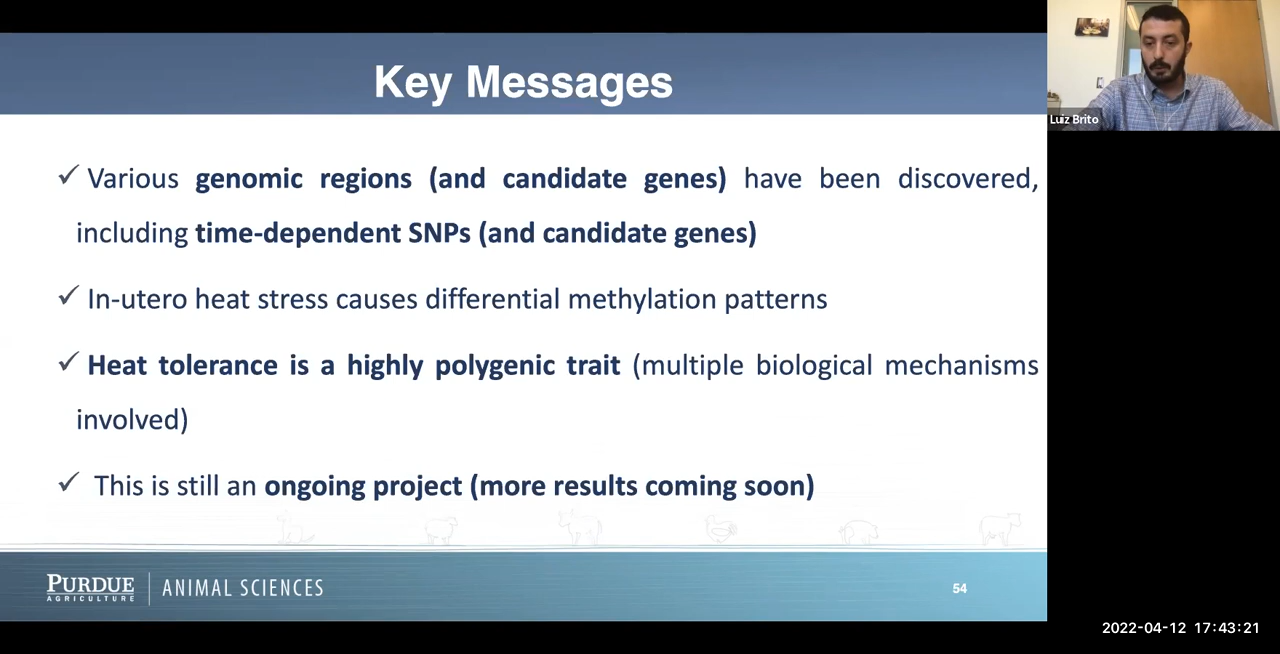 Key Messages
Luiz Brito
✓ Various genomic regions (and candidate genes) have been discovered,
including time-dependent SNPs (and candidate genes)
✓ In-utero heat stress causes differential methylation patterns
✓ Heat tolerance is a highly polygenic trait (multiple biological mechanisms
involved)
✓ This is still an ongoing project (more results coming soon)
PURDUE
AGRICULTURE
ANIMAL SCIENCES
54
2022-04-12 17:43:21